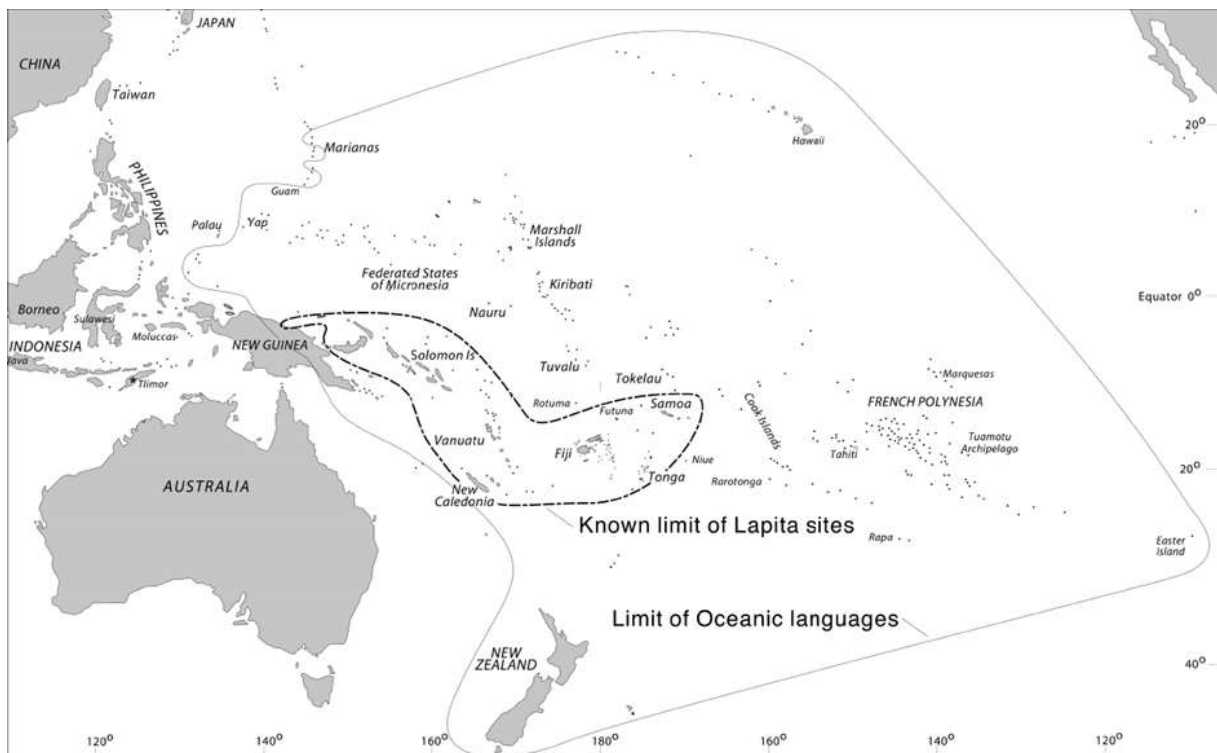 JAPAN
CHINA
Taiwan
20°
Hawaii
Marianas
PHILIPPINES
Guam
Palau
Yap
Marshall
Islands
Federated States
of Micronesia
Kiribati
Equator 0°
Borneo
Sulawesi
Nauru
Moluccas
INDONESIA
NEW GUINEA
Java
Solomon Is
Tuvalu
Tokelau
Marquesas
Tlimor
Rotuma
Futuna
Samoa
FRENCH POLYNESIA
Cook Islands
Vanuatu
Fiji
Tahiti
Tuamotu
Archipelago
Niue
20°
Tonga
Rarotonga
AUSTRALIA
New
Caledonia
Known limit of Lapita sites
Rapa
Easter
Island
Limit of Oceanic languages
NEW
ZEALAND
40°
120°
140°
160°
180°
160°
140°
120°